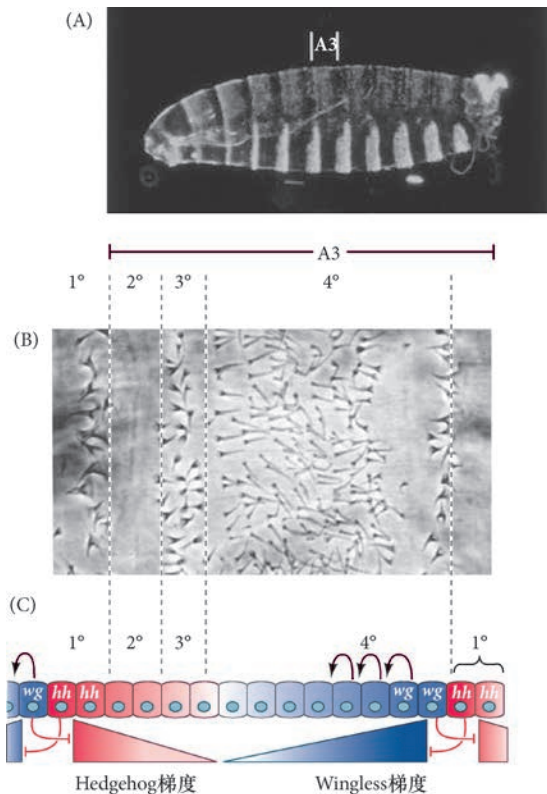 (A)
A3
A3
1° 2° 3° 4°
(B)
(C)
1° 2° 3° 4° 1°
wg hh hh wg wg hh hh
Hedgehog梯度 Wingless梯度